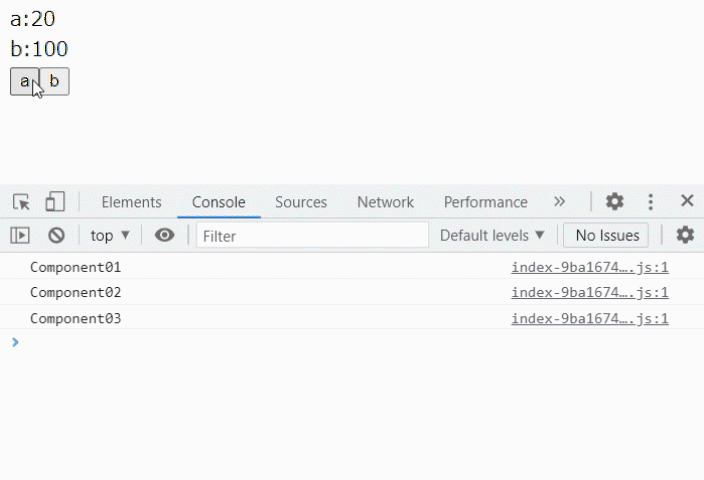 a:20
b:100
a b
Elements Console Sources Network Performance »
top ▼ Filter Default levels ▼ No Issues
Component01 index-9ba1674….js:1
Component02 index-9ba1674….js:1
Component03 index-9ba1674….js:1
>